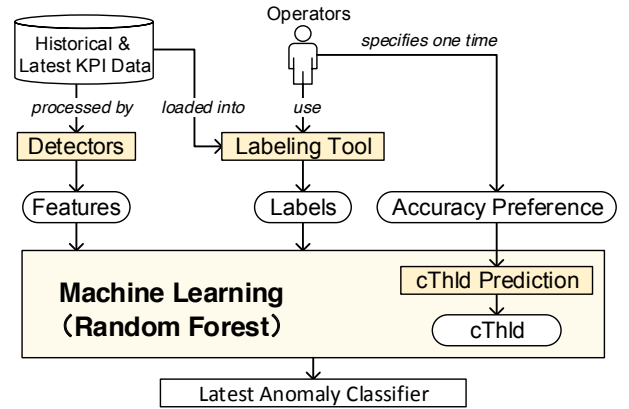 Operators
Historical &
Latest KPI Data
specifies one time
processed by
loaded into
use
Detectors
Labeling Tool
Features
Labels
Accuracy Preference
cThld Prediction
Machine Learning
（Random Forest）
cThld
Latest Anomaly Classifier